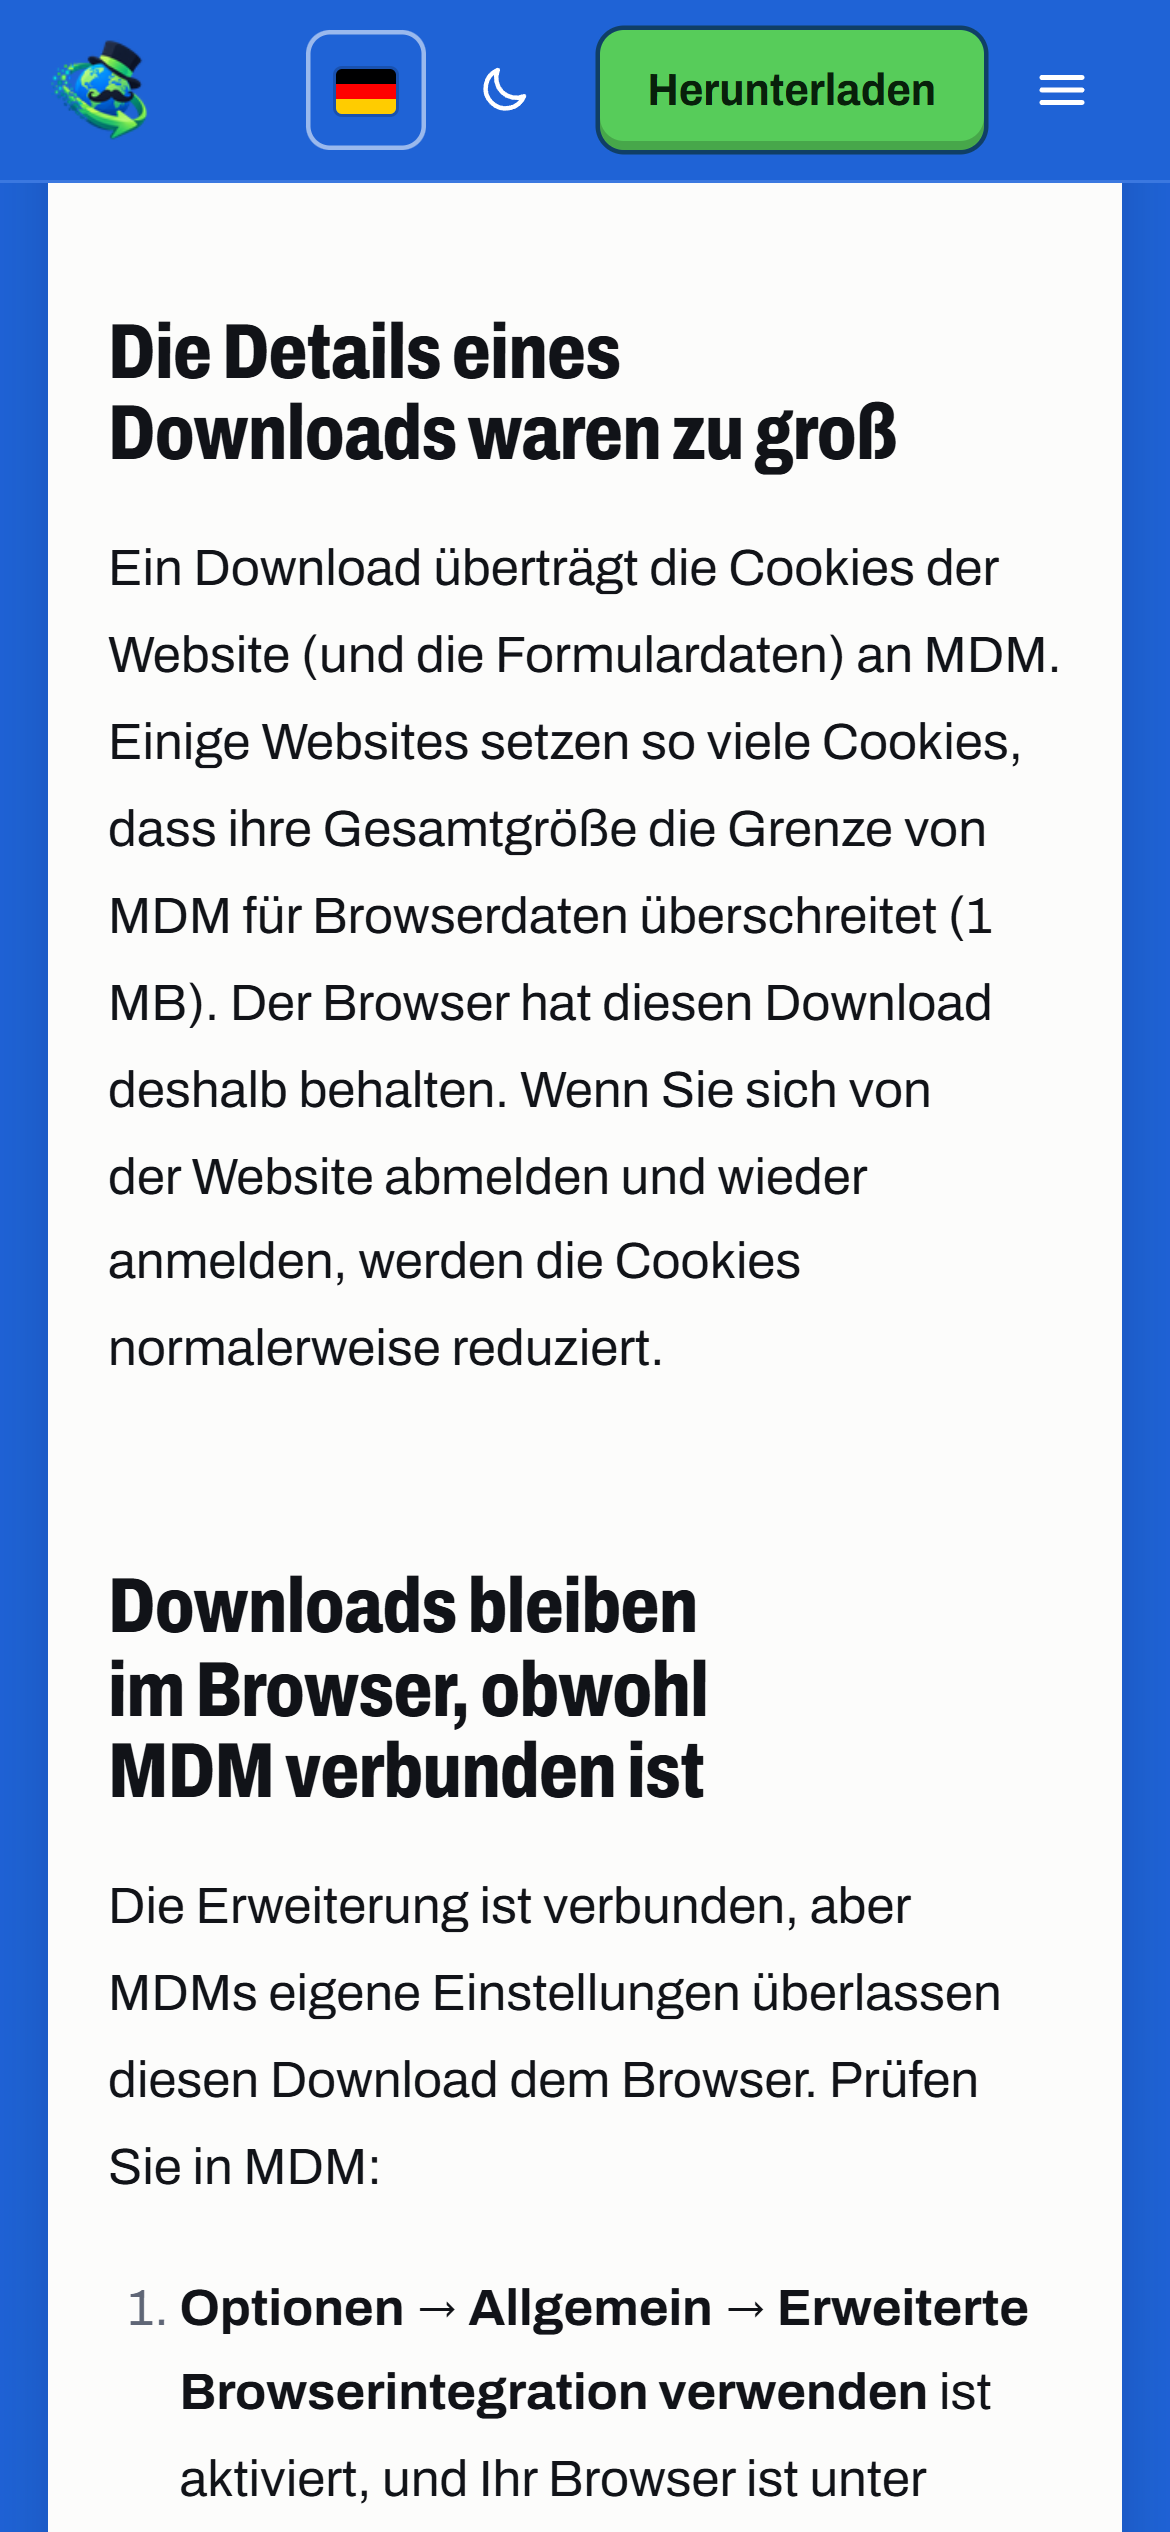 Herunterladen
Die Details eines
Downloads waren zu groß
Ein Download überträgt die Cookies der
Website (und die Formulardaten) an MDM.
Einige Websites setzen so viele Cookies,
dass ihre Gesamtgröße die Grenze von
MDM für Browserdaten überschreitet (1
MB). Der Browser hat diesen Download
deshalb behalten. Wenn Sie sich von
der Website abmelden und wieder
anmelden, werden die Cookies
normalerweise reduziert.
Downloads bleiben
im Browser, obwohl
MDM verbunden ist
Die Erweiterung ist verbunden, aber
MDMs eigene Einstellungen überlassen
diesen Download dem Browser. Prüfen
Sie in MDM:
1. Optionen → Allgemein → Erweiterte
Browserintegration verwenden ist
aktiviert, und Ihr Browser ist unter